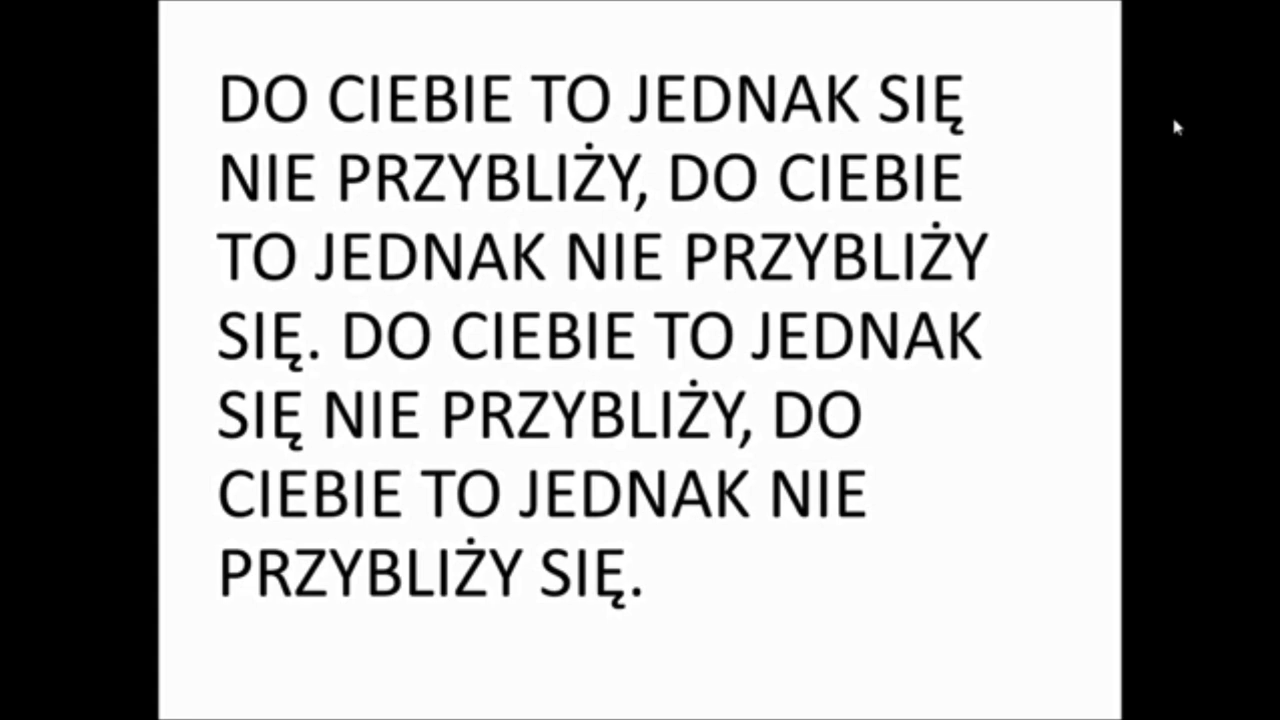 DO CIEBIE TO JEDNAK SIĘ
NIE PRZYBLIŻY, DO CIEBIE
TO JEDNAK NIE PRZYBLIŻY
SIĘ. DO CIEBIE TO JEDNAK
SIĘ NIE PRZYBLIŻY, DO
CIEBIE TO JEDNAK NIE
PRZYBLIŻY SIĘ.